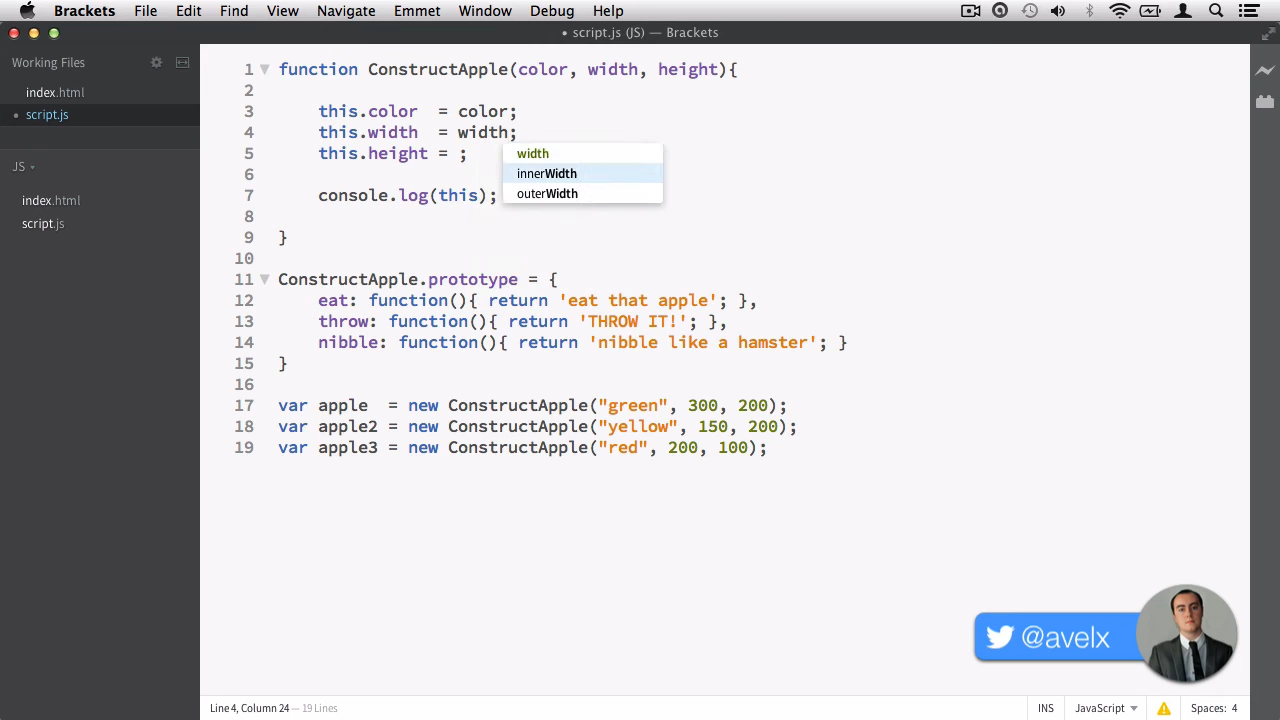 Brackets File Edit Find View Navigate Emmet Window Debug Help
script.js (JS) — Brackets
Working Files
index.html
• script.js
JS
index.html
script.js
1 function ConstructApple(color, width, height){
2
3 this.color = color;
4 this.width = width;
5 this.height = ;
width
innerWidth
outerWidth
6
7 console.log(this);
8
9 }
10
11 ConstructApple.prototype = {
12 eat: function(){ return 'eat that apple'; },
13 throw: function(){ return 'THROW IT!'; },
14 nibble: function(){ return 'nibble like a hamster'; }
15 }
16
17 var apple = new ConstructApple("green", 300, 200);
18 var apple2 = new ConstructApple("yellow", 150, 200);
19 var apple3 = new ConstructApple("red", 200, 100);
@avelx
Line 4, Column 24 — 19 Lines INS JavaScript Spaces: 4